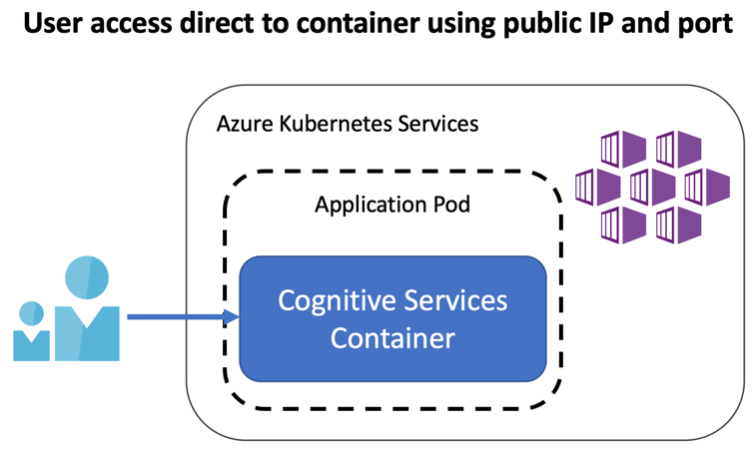 User access direct to container using public IP and port
Azure Kubernetes Services
Application Pod
Cognitive Services
Container